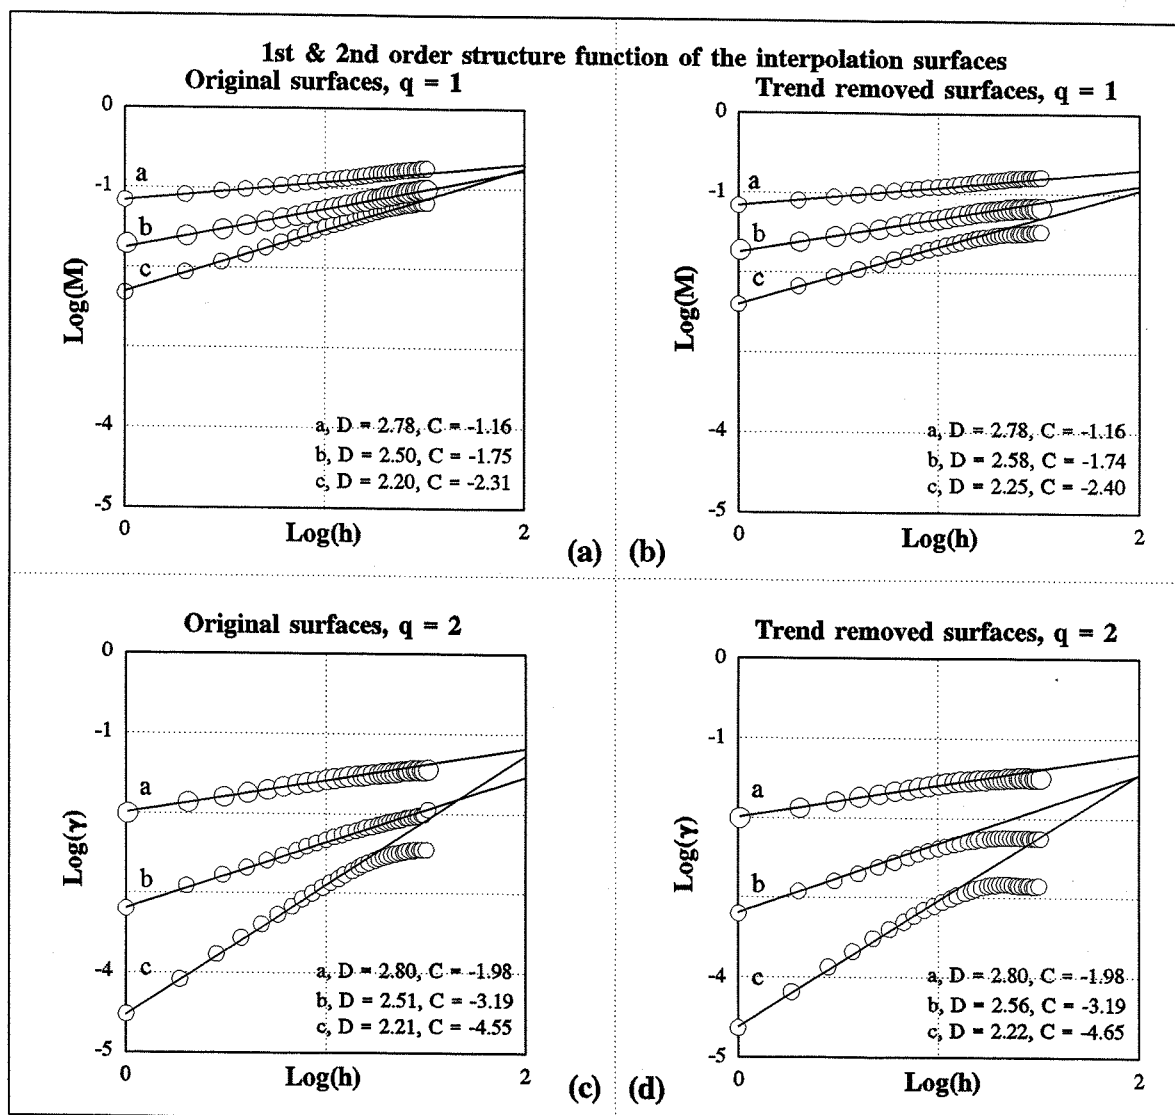 1st & 2nd order structure function of the interpolation surfaces
Original surfaces, q = 1
0
-1
-4
-5
Log(M)
a
b
c
a, D = 2.78, C = -1.16
b, D = 2.50, C = -1.75
c, D = 2.20, C = -2.31
0
Log(h)
2
(a)
Trend removed surfaces, q = 1
0
-1
-4
-5
Log(M)
a
b
c
a, D = 2.78, C = -1.16
b, D = 2.58, C = -1.74
c, D = 2.25, C = -2.40
0
Log(h)
2
(b)
Original surfaces, q = 2
0
-1
-4
-5
Log(γ)
a
b
c
a, D = 2.80, C = -1.98
b, D = 2.51, C = -3.19
c, D = 2.21, C = -4.55
0
Log(h)
2
(c)
Trend removed surfaces, q = 2
0
-1
-4
-5
Log(γ)
a
b
c
a, D = 2.80, C = -1.98
b, D = 2.56, C = -3.19
c, D = 2.22, C = -4.65
0
Log(h)
2
(d)